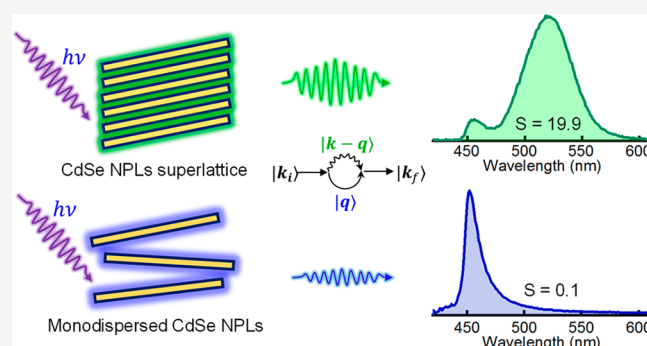 hν
CdSe NPLs superlattice
|k − q⟩
|k_i⟩
|k_f⟩
|q⟩
S = 19.9
450 500 550 600
Wavelength (nm)
hν
Monodispersed CdSe NPLs
S = 0.1
450 500 550 600
Wavelength (nm)